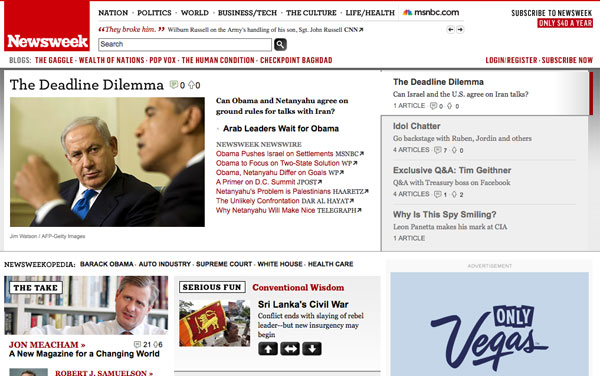 NATION · POLITICS · WORLD · BUSINESS/TECH · THE CULTURE · LIFE/HEALTH msnbc.com
SUBSCRIBE TO NEWSWEEK
ONLY $40 A YEAR
Newsweek
“They broke him. ” Wilburn Russell on the Army's handling of his son, Sgt. John Russell CNN
Search
BLOGS: THE GAGGLE · WEALTH OF NATIONS · POP VOX · THE HUMAN CONDITION · CHECKPOINT BAGHDAD
LOGIN/REGISTER · SUBSCRIBE NOW
The Deadline Dilemma 0 0
Can Obama and Netanyahu agree on
ground rules for talks with Iran?
· Arab Leaders Wait for Obama
NEWSWEEK NEWSWIRE
Obama Pushes Israel on Settlements MSNBC
Obama to Focus on Two-State Solution WP
Obama, Netanyahu Differ on Goals WP
A Primer on D.C. Summit JPOST
Netanyahu's Problem is Palestinians HAARETZ
The Unlikely Confrontation DAR AL HAYAT
Why Netanyahu Will Make Nice TELEGRAPH
Jim Watson / AFP-Getty Images
The Deadline Dilemma
Can Israel and the U.S. agree on Iran talks?
1 ARTICLE · 0 0
Idol Chatter
Go backstage with Ruben, Jordin and others
4 ARTICLES · 7 0
Exclusive Q&A: Tim Geithner
Q&A with Treasury boss on Facebook
4 ARTICLES · 1 2
Why Is This Spy Smiling?
Leon Panetta makes his mark at CIA
1 ARTICLE
NEWSWEEKOPEDIA: BARACK OBAMA · AUTO INDUSTRY · SUPREME COURT · WHITE HOUSE · HEALTH CARE
THE TAKE
JON MEACHAM » 21 6
A New Magazine for a Changing World
ROBERT J. SAMUELSON »
SERIOUS FUN Conventional Wisdom
Sri Lanka's Civil War
Conflict ends with slaying of rebel
leader—but new insurgency may
begin
ADVERTISEMENT
ONLY
Vegas